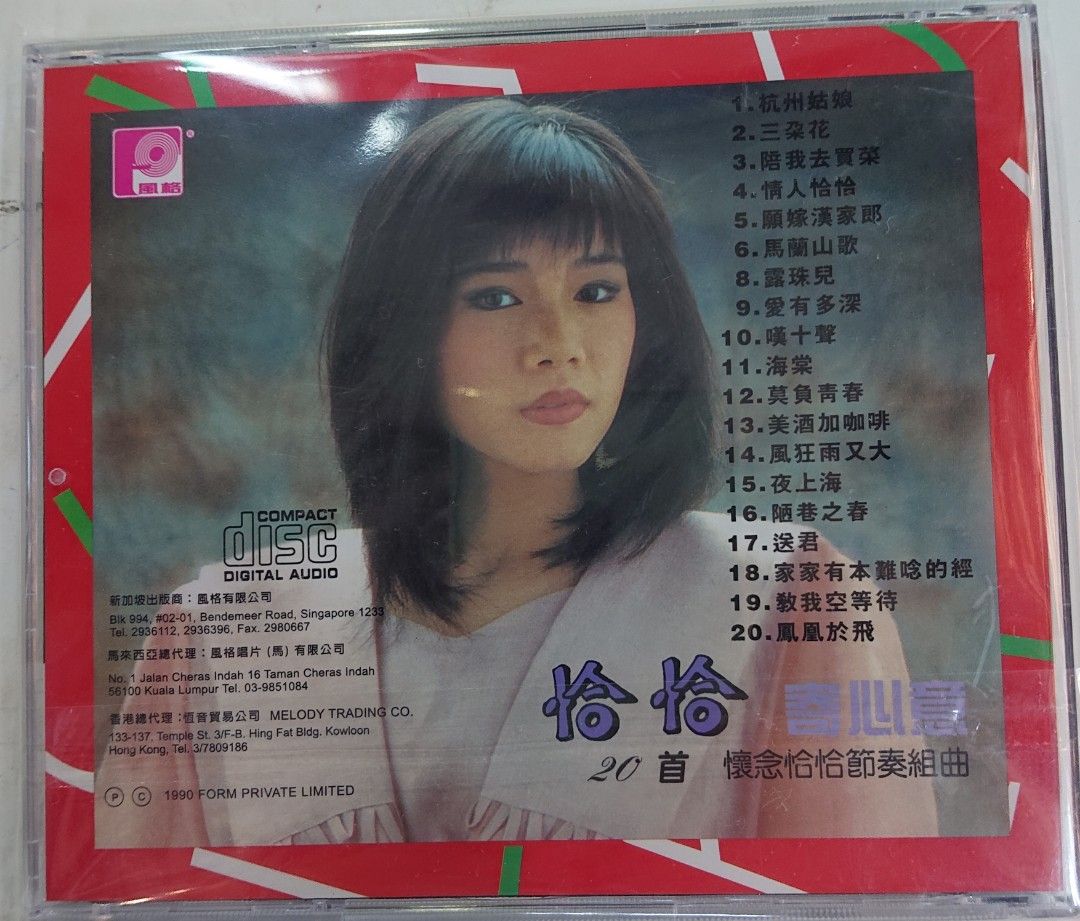 風格
1.杭州姑娘
2.三朶花
3.陪我去買菜
4.情人恰恰
5.願嫁漢家郎
6.馬蘭山歌
8.露珠兒
9.愛有多深
10.嘆十聲
11.海棠
12.莫負青春
13.美酒加咖啡
14.風狂雨又大
15.夜上海
16.陋巷之春
17.送君
18.家家有本難唸的經
19.教我空等待
20.鳳凰於飛
COMPACT
disc
DIGITAL AUDIO
新加坡出版商：風格有限公司
Blk 994, #02-01, Bendemeer Road, Singapore 1233
Tel. 2936112, 2936396, Fax. 2980667
馬來西亞總代理：風格唱片（馬）有限公司
No. 1 Jalan Cheras Indah 16 Taman Cheras Indah
56100 Kuala Lumpur Tel. 03-9851084
香港總代理：恆音貿易公司 MELODY TRADING CO.
133-137, Temple St. 3/F-B. Hing Fat Bldg. Kowloon
Hong Kong, Tel. 3/7809186
Ⓟ Ⓒ 1990 FORM PRIVATE LIMITED
恰恰 寄心意
20 首 懷念恰恰節奏組曲